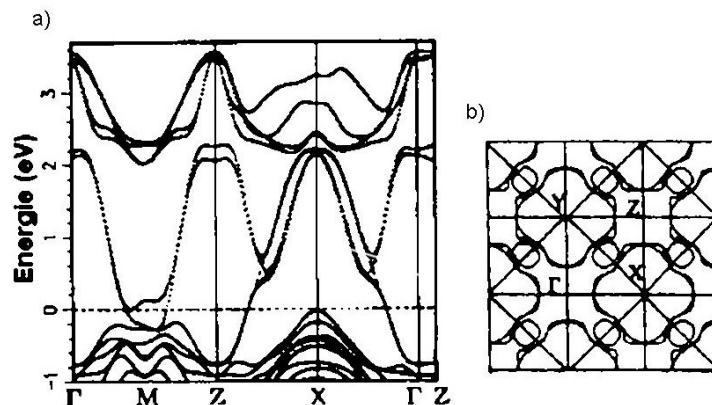 a)
Energie (eV)
3
2
1
0
-1
Γ M Z X Γ Z
b)
Y Z
Γ X